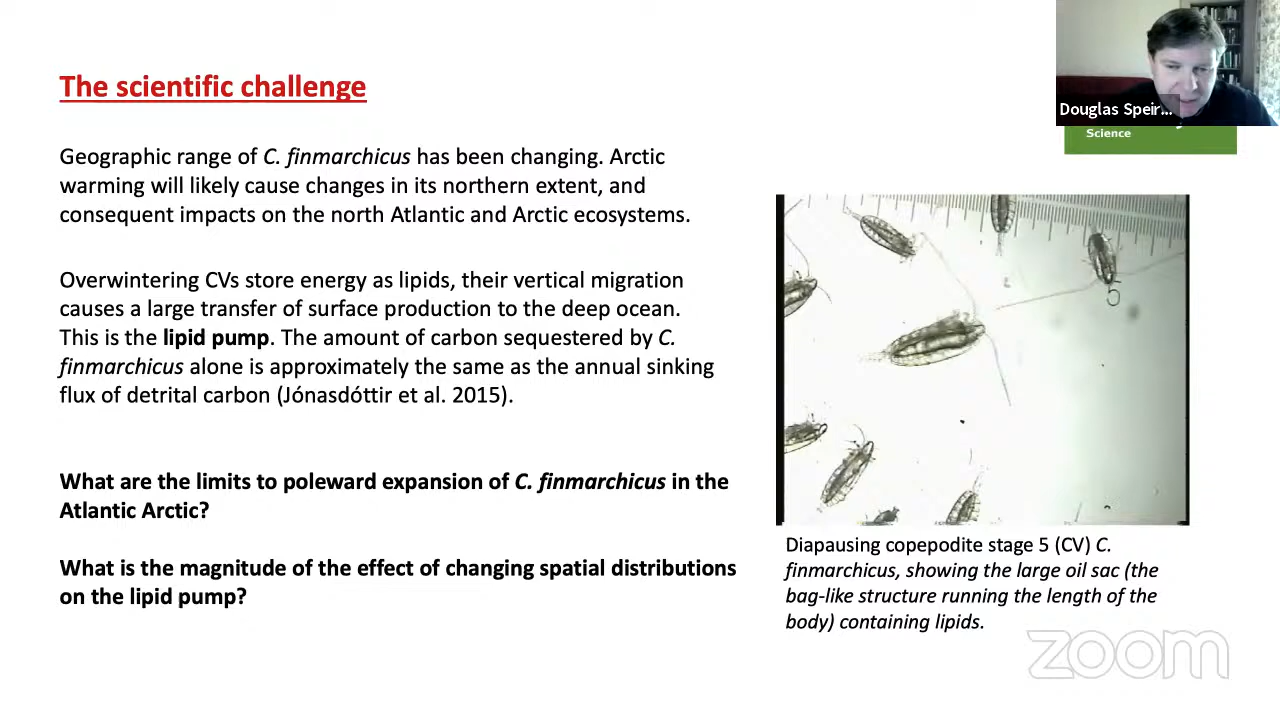 The scientific challenge
Douglas Speir...
Science
Geographic range of C. finmarchicus has been changing. Arctic
warming will likely cause changes in its northern extent, and
consequent impacts on the north Atlantic and Arctic ecosystems.
Overwintering CVs store energy as lipids, their vertical migration
causes a large transfer of surface production to the deep ocean.
This is the lipid pump. The amount of carbon sequestered by C.
finmarchicus alone is approximately the same as the annual sinking
flux of detrital carbon (Jónasdóttir et al. 2015).
What are the limits to poleward expansion of C. finmarchicus in the
Atlantic Arctic?
What is the magnitude of the effect of changing spatial distributions
on the lipid pump?
5
Diapausing copepodite stage 5 (CV) C.
finmarchicus, showing the large oil sac (the
bag-like structure running the length of the
body) containing lipids.
zoom